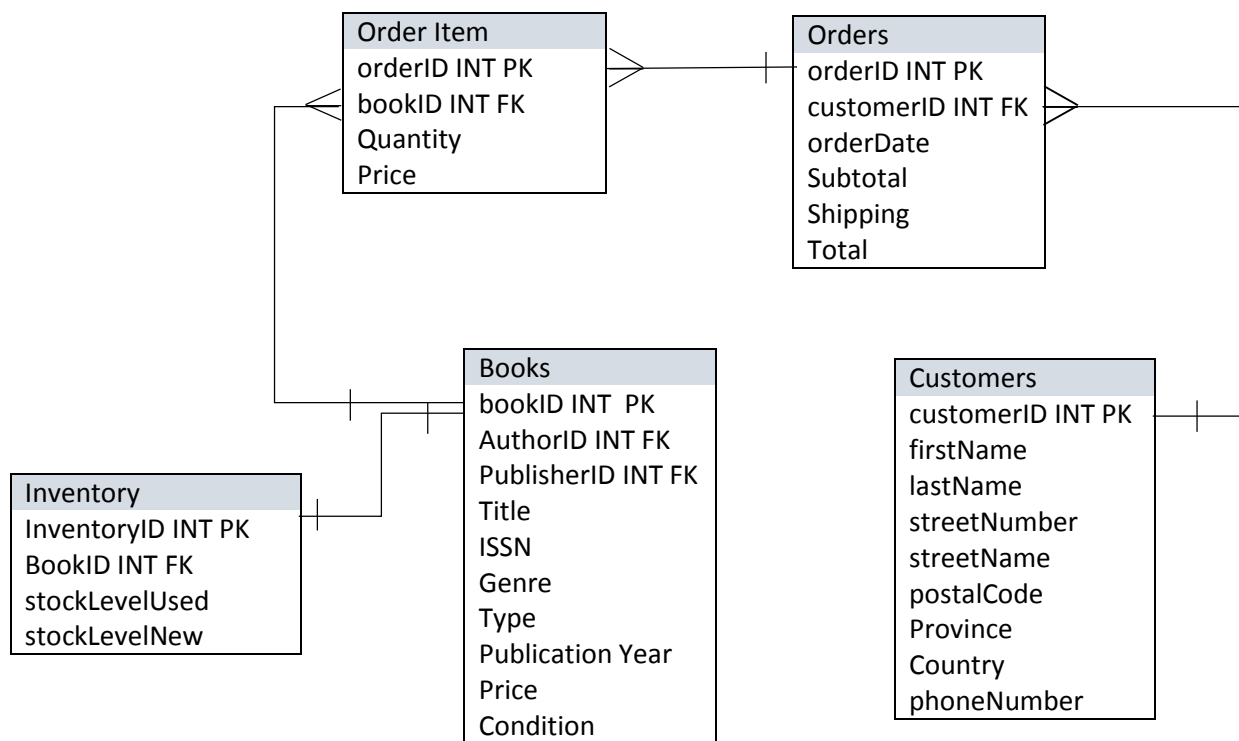 Order Item
orderID INT PK
bookID INT FK
Quantity
Price
Orders
orderID INT PK
customerID INT FK
orderDate
Subtotal
Shipping
Total
Books
bookID INT  PK
AuthorID INT FK
PublisherID INT FK
Title
ISSN
Genre
Type
Publication Year
Price
Condition
Customers
customerID INT PK
firstName
lastName
streetNumber
streetName
postalCode
Province
Country
phoneNumber
Inventory
InventoryID INT PK
BookID INT FK
stockLevelUsed
stockLevelNew